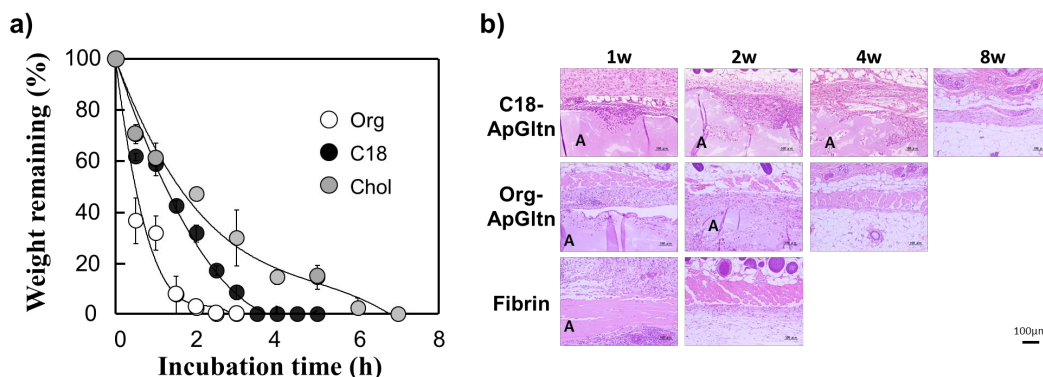 a)
Weight remaining (%)
100
80
60
40
20
0
0
2
4
6
8
Incubation time (h)
Org
C18
Chol
b)
1w
2w
4w
8w
C18-
ApGltn
A
A
A
Org-
ApGltn
A
A
Fibrin
A
100μm